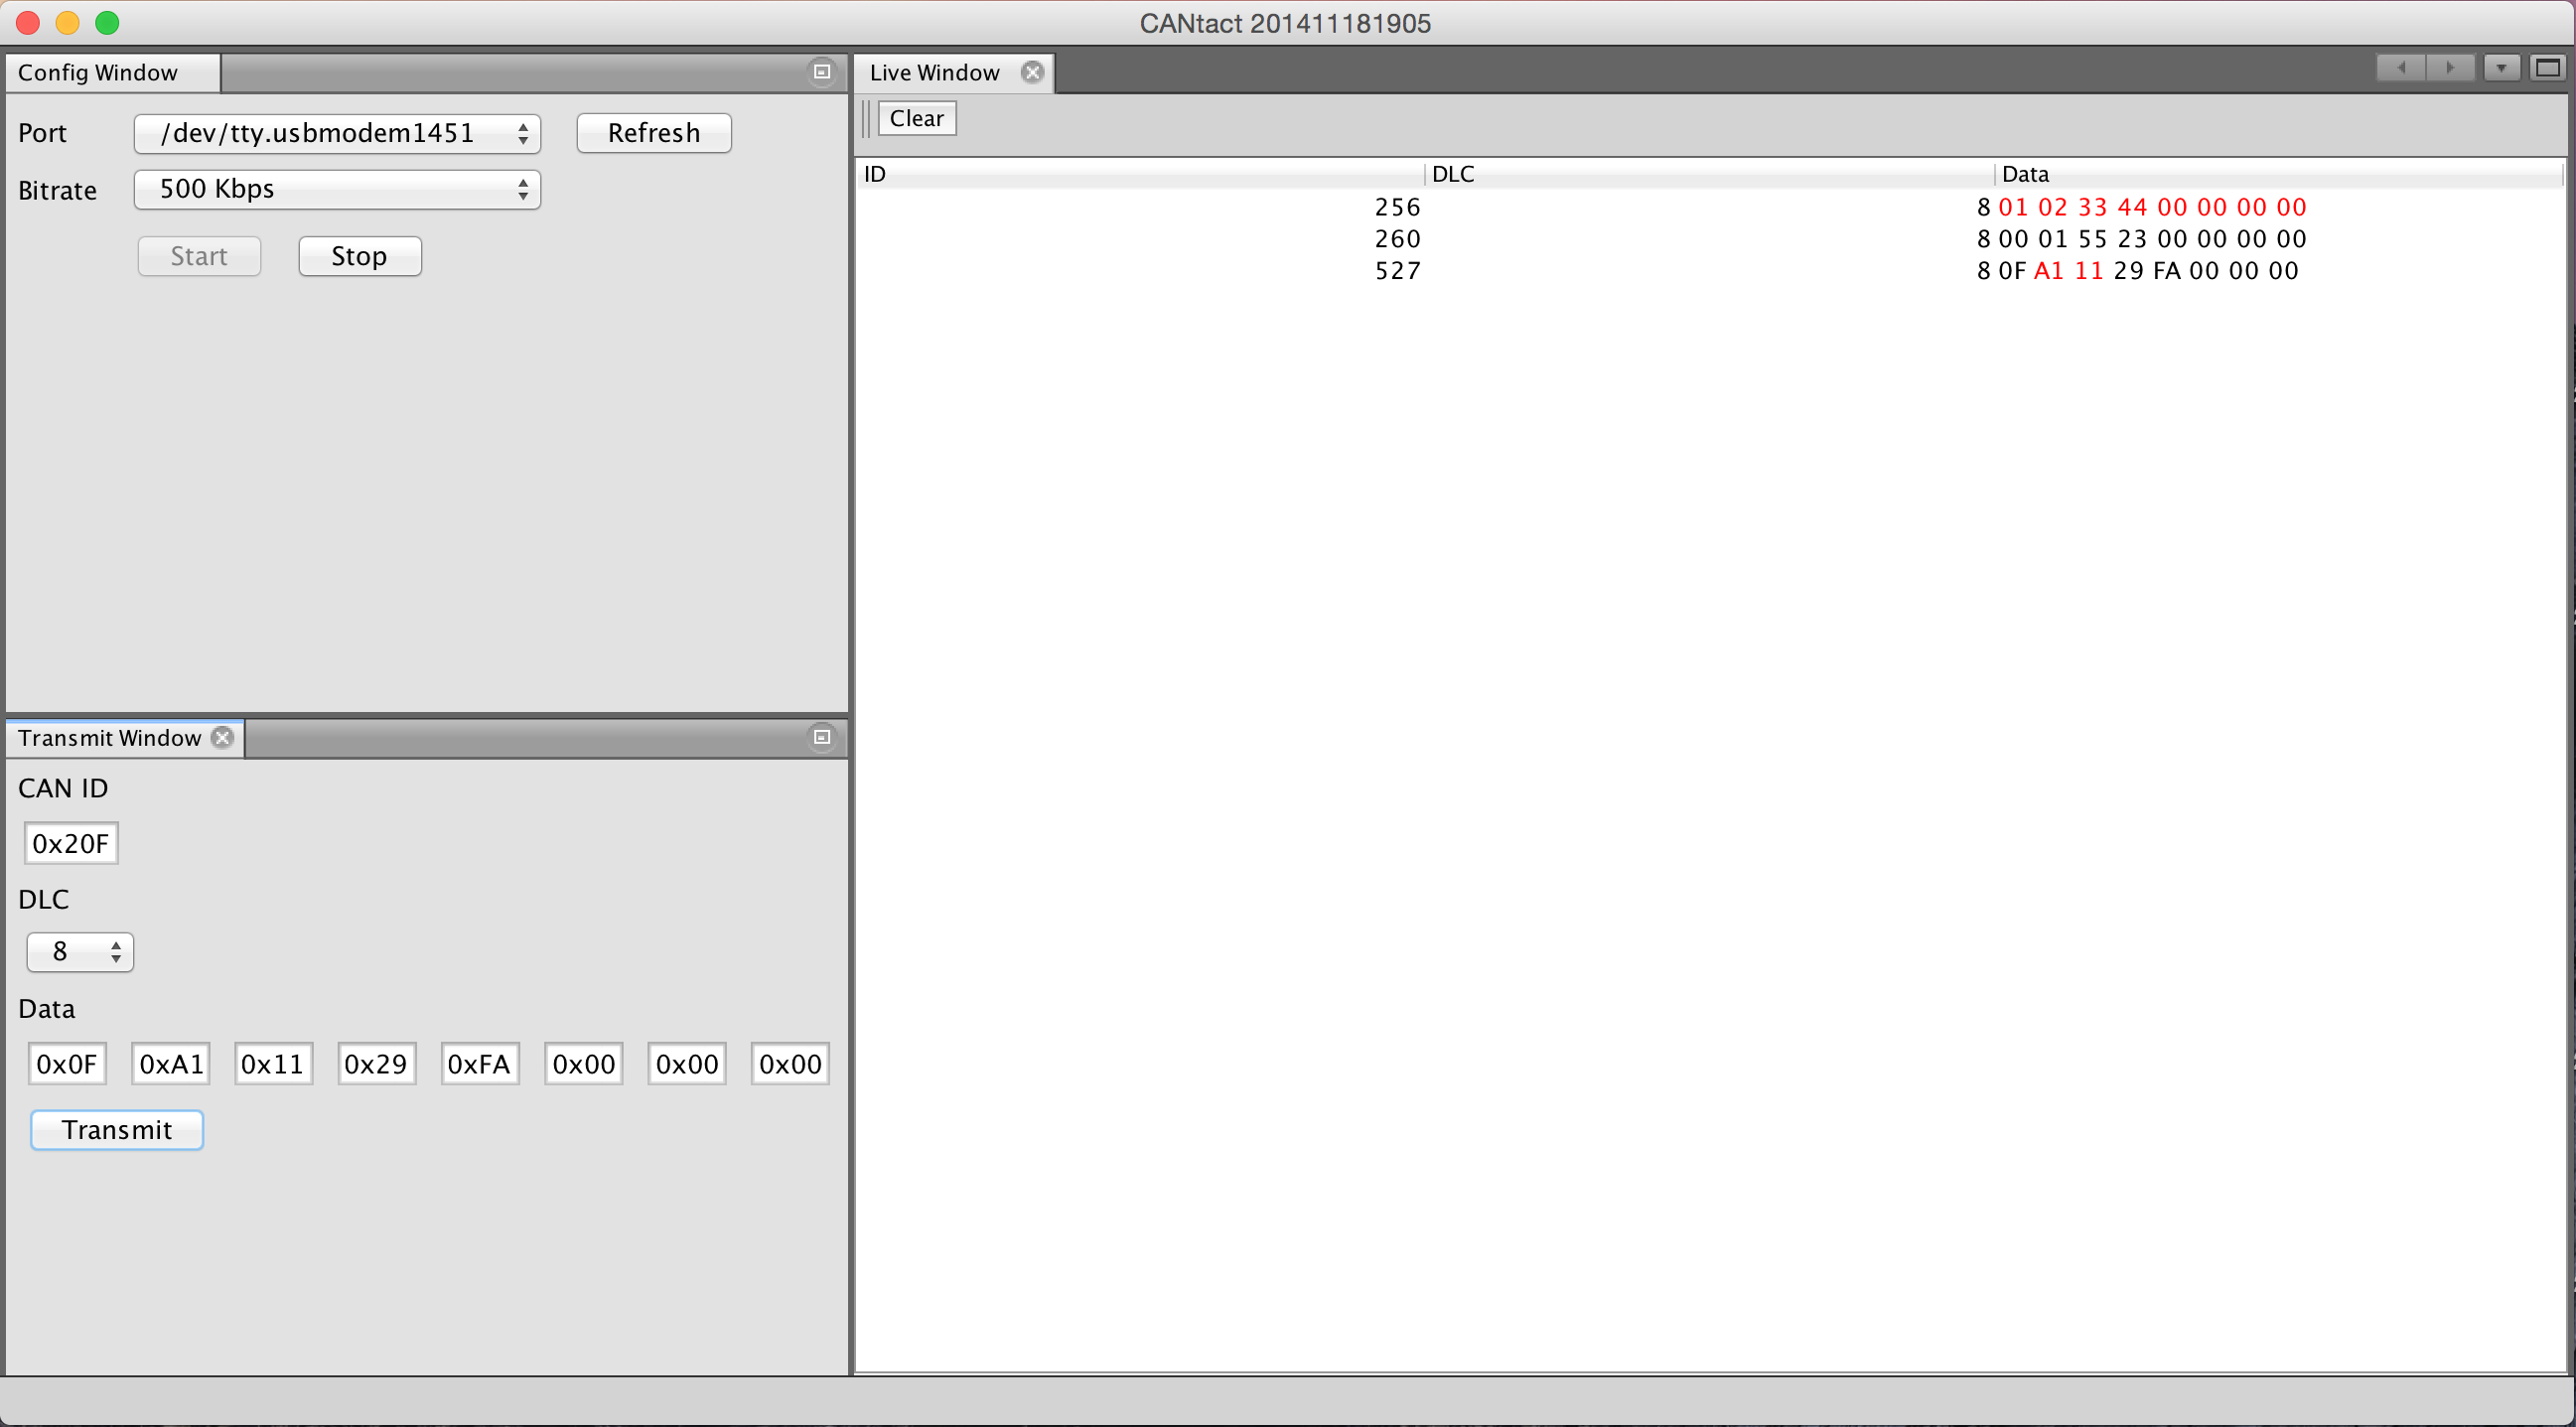 CANtact 201411181905
Config Window
Port /dev/tty.usbmodem1451 Refresh
Bitrate 500 Kbps
Start Stop
Transmit Window
CAN ID
0x20F
DLC
8
Data
0x0F 0xA1 0x11 0x29 0xFA 0x00 0x00 0x00
Transmit
Live Window
Clear
ID DLC Data
256 8 01 02 33 44 00 00 00 00
260 8 00 01 55 23 00 00 00 00
527 8 0F A1 11 29 FA 00 00 00